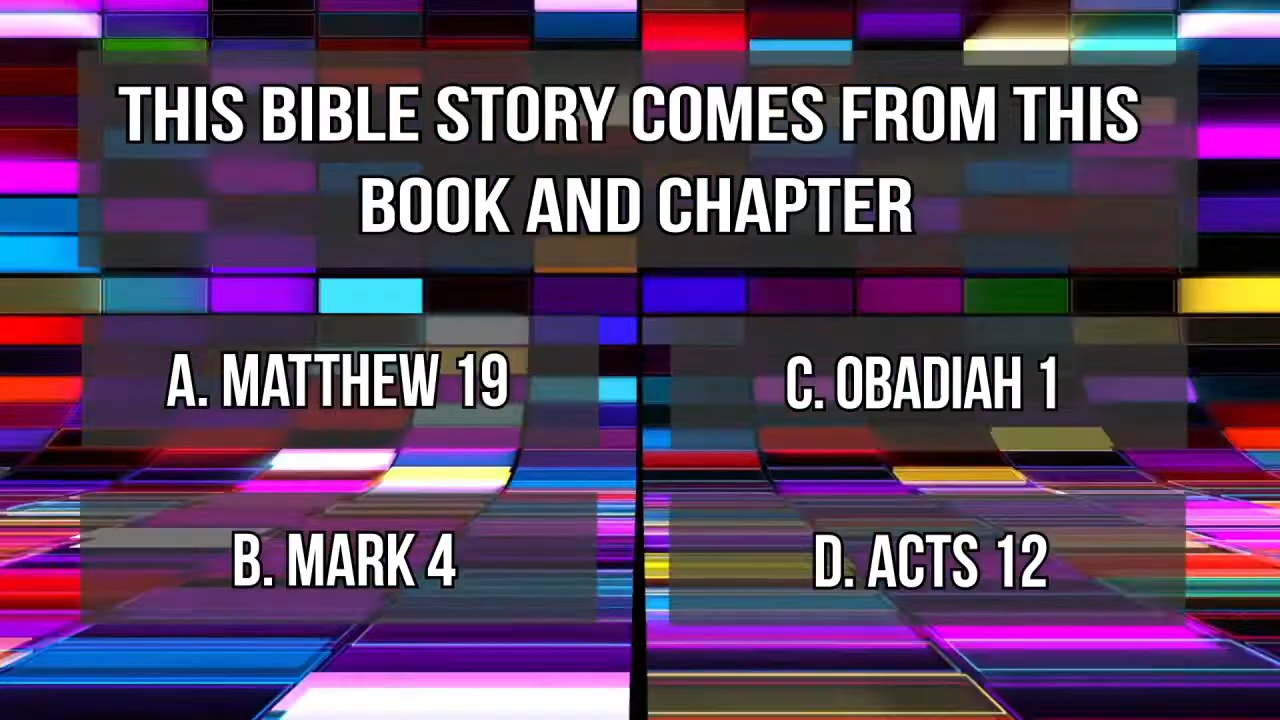 THIS BIBLE STORY COMES FROM THIS
BOOK AND CHAPTER
A. MATTHEW 19
B. MARK 4
C. OBADIAH 1
D. ACTS 12